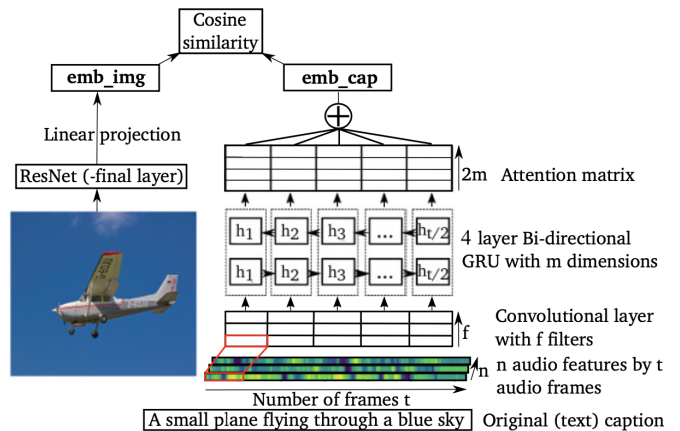 Cosine
similarity
emb_img
emb_cap
Linear projection
ResNet (-final layer)
2m
Attention matrix
h1 h2 h3 ... ht/2
h1 h2 h3 ... ht/2
4 layer Bi-directional
GRU with m dimensions
f
Convolutional layer
with f filters
n
n audio features by t
audio frames
Number of frames t
A small plane flying through a blue sky
Original (text) caption